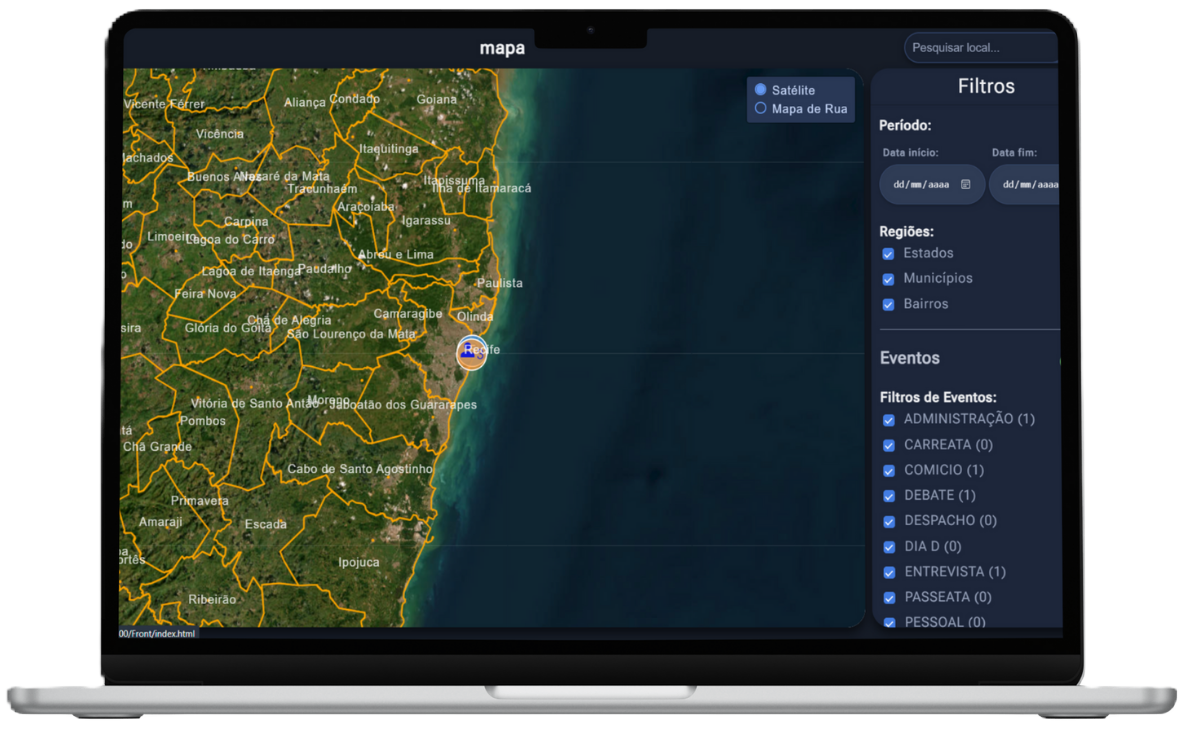 mapa
Pesquisar local...
Satélite
Mapa de Rua
Filtros
Período:
Data início: Data fim:
dd/mm/aaaa dd/mm/aaaa
Regiões:
Estados
Municípios
Bairros
Eventos
Filtros de Eventos:
ADMINISTRAÇÃO (1)
CARREATA (0)
COMICIO (1)
DEBATE (1)
DESPACHO (0)
DIA D (0)
ENTREVISTA (1)
PASSEATA (0)
PESSOAL (0)
Vicente Férrer
Aliança
Condado
Goiana
Vicência
Itaquitinga
lachados
Buenos Aires
Nazaré da Mata
Tracunhaém
Itapissuma
Ilha de Itamaracá
m
Araçoiaba
Igarassu
Carpina
Limoeiro
Lagoa do Carro
do
Abreu e Lima
Lagoa de Itaenga
Paudalho
o
Paulista
Feira Nova
Camaragibe
Olinda
sira
Glória do Goitá
Chã de Alegria
São Lourenço da Mata
Recife
Vitória de Santo Antão
Moreno
Jaboatão dos Guararapes
Pombos
tá
Chã Grande
Cabo de Santo Agostinho
Primavera
Amaraji
Escada
ortês
Ipojuca
Ribeirão
00/Front/index.html